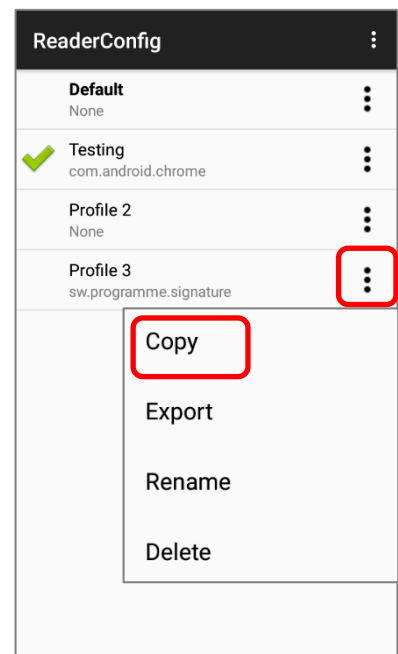 ReaderConfig
Default
None
Testing
com.android.chrome
Profile 2
None
Profile 3
sw.programme.signature
Copy
Export
Rename
Delete